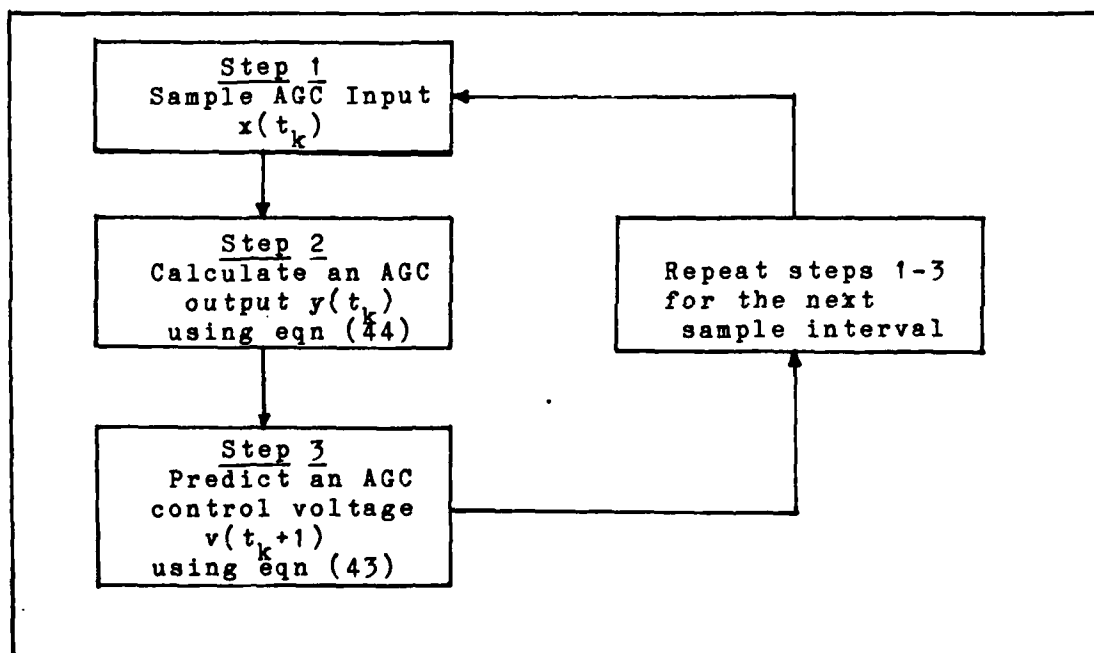 Step 1
Sample AGC Input
x(t_k)
Step 2
Calculate an AGC
output y(t_k)
using eqn (44)
Step 3
Predict an AGC
control voltage
v(t_k+1)
using eqn (43)
Repeat steps 1-3
for the next
sample interval